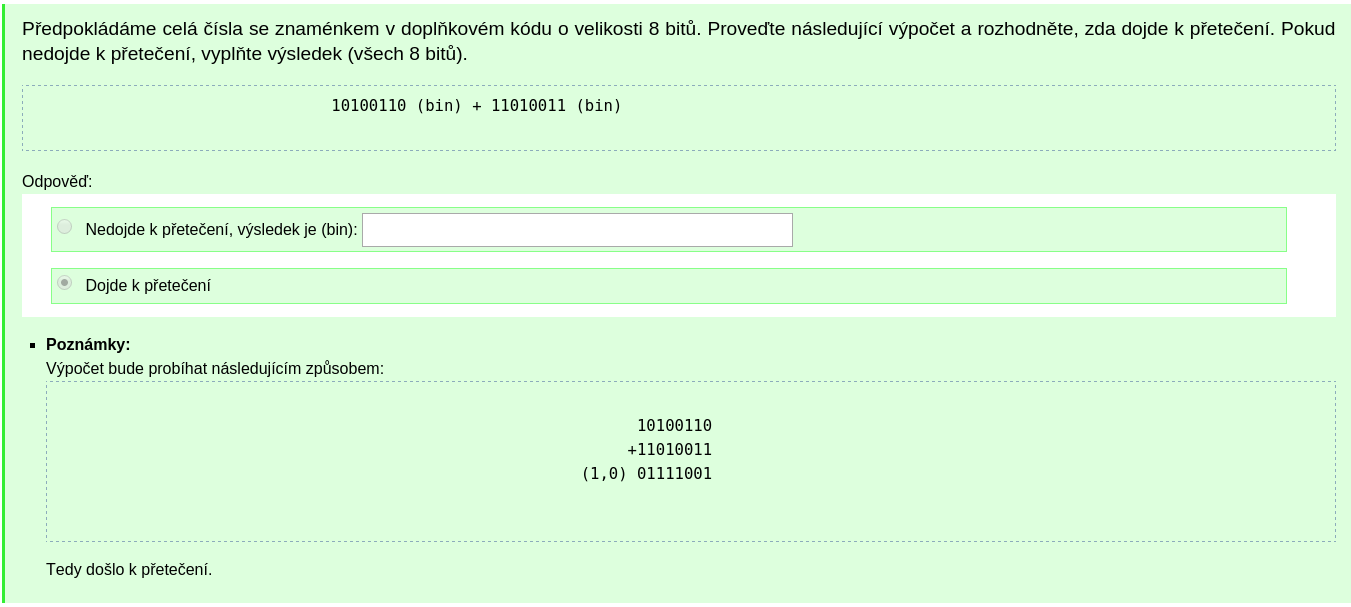 Předpokládáme celá čísla se znaménkem v doplňkovém kódu o velikosti 8 bitů. Proveďte následující výpočet a rozhodněte, zda dojde k přetečení. Pokud
nedojde k přetečení, vyplňte výsledek (všech 8 bitů).
10100110 (bin) + 11010011 (bin)
Odpověď:
Nedojde k přetečení, výsledek je (bin):
Dojde k přetečení
Poznámky:
Výpočet bude probíhat následujícím způsobem:
10100110
+11010011
(1,0) 01111001
Tedy došlo k přetečení.